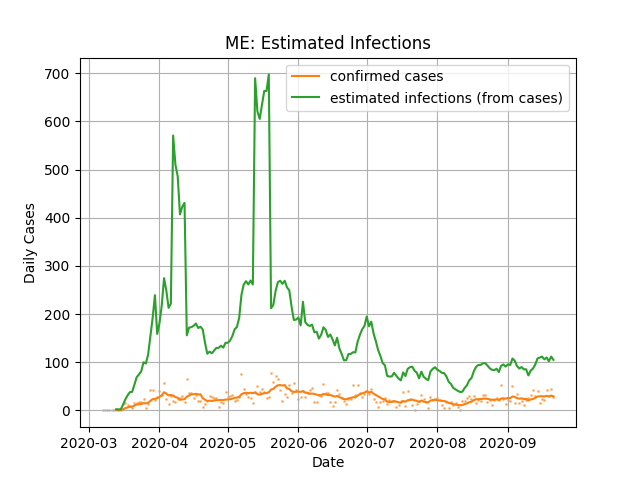 ME: Estimated Infections
confirmed cases
estimated infections (from cases)
Daily Cases
700
600
500
400
300
200
100
0
2020-03 2020-04 2020-05 2020-06 2020-07 2020-08 2020-09
Date